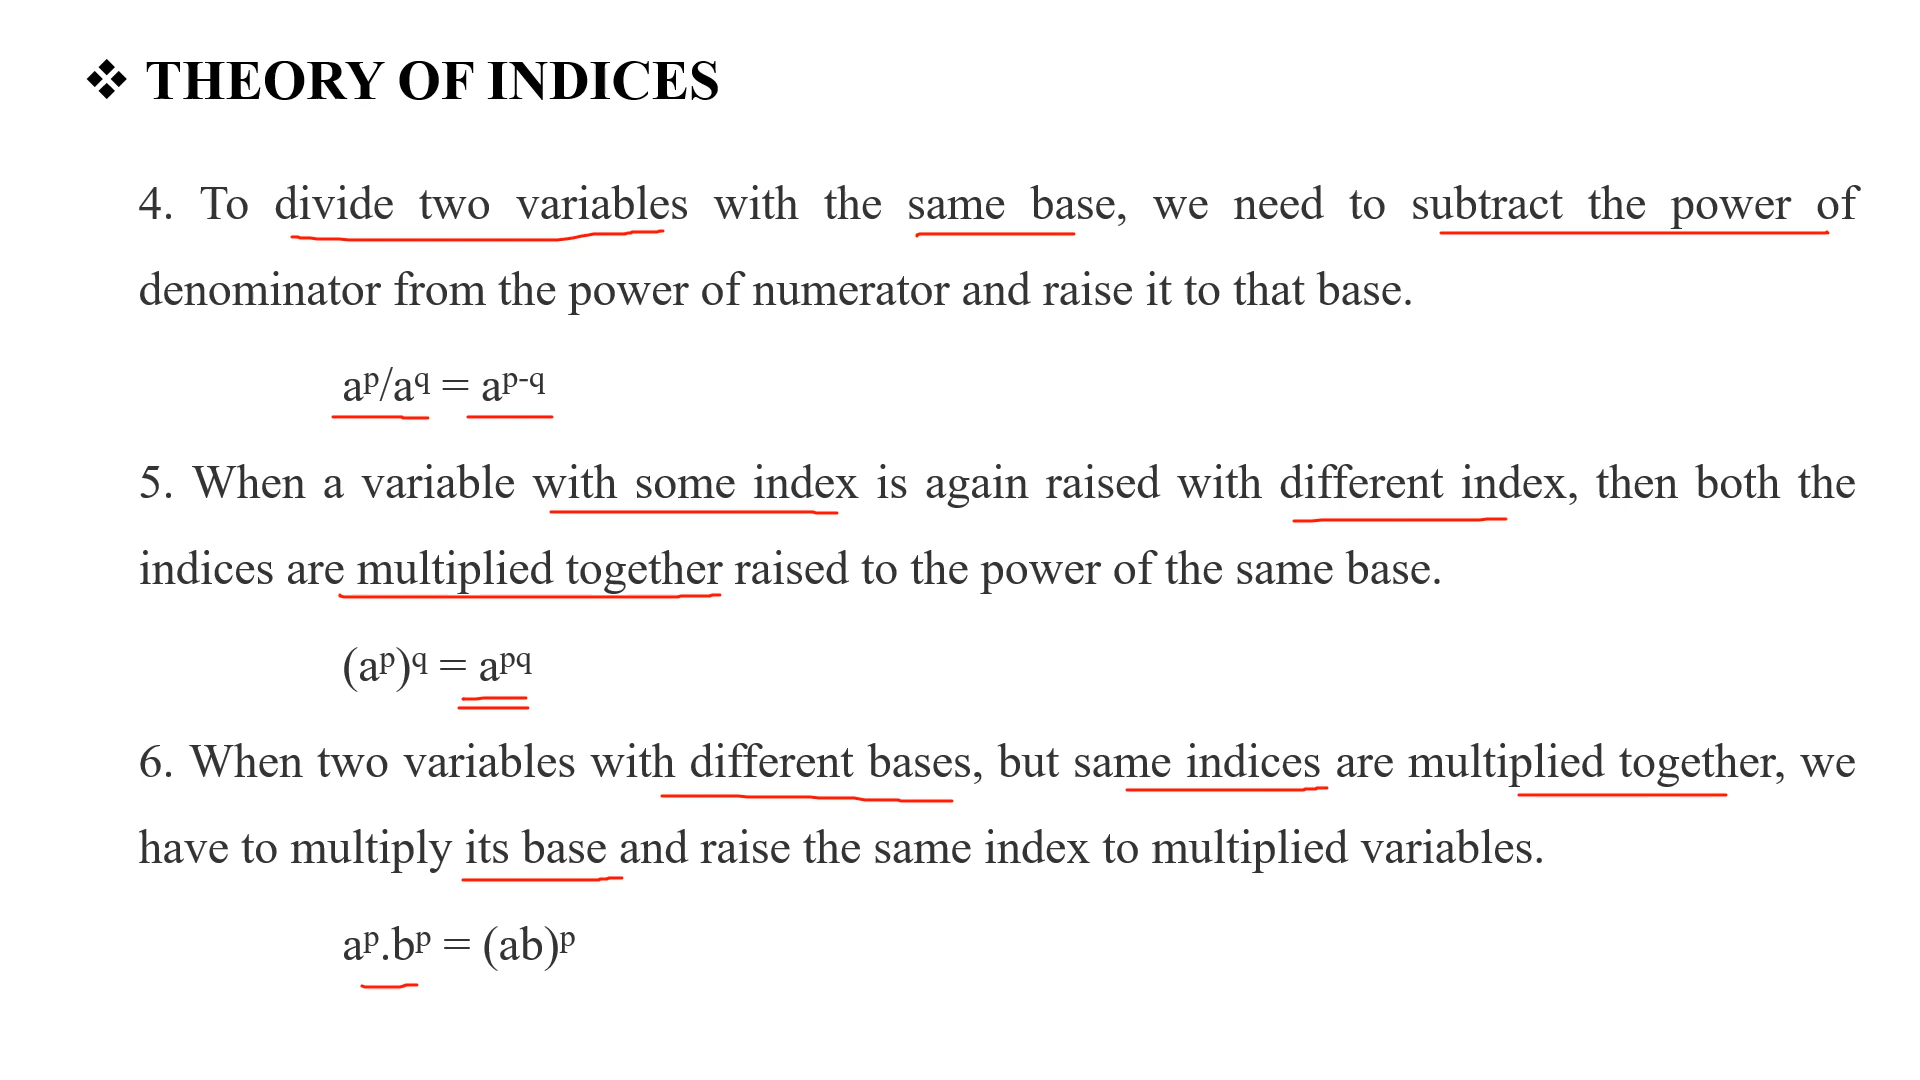 ❖ THEORY OF INDICES
4. To divide two variables with the same base, we need to subtract the power of
denominator from the power of numerator and raise it to that base.
aᵖ/a^q = a^(p-q)
5. When a variable with some index is again raised with different index, then both the
indices are multiplied together raised to the power of the same base.
(aᵖ)^q = a^(pq)
6. When two variables with different bases, but same indices are multiplied together, we
have to multiply its base and raise the same index to multiplied variables.
aᵖ.bᵖ = (ab)ᵖ